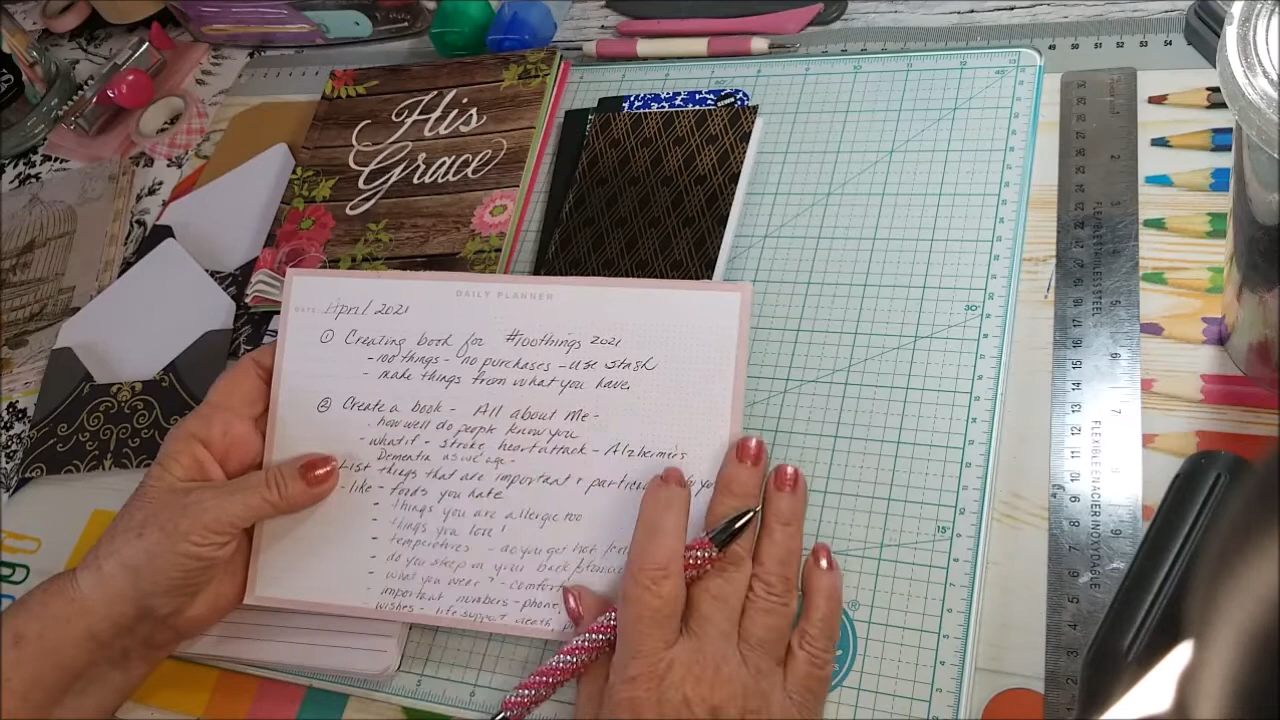 His
Grace
DAILY PLANNER
DATE April 2021
① Creating book for #100things 2021
100 things - no purchases - use stash
make things from what you have.
② Create a book - All about Me -
how well do people know you
- what if - stroke heart attack - Alzheimer's
Dementia as we age -
List things that are important +
- like - foods you hate
- things you are allergic too
- things you love!
- temperatures - do you get hot
- do you sleep on your back
- what you wear? - comfort
- important numbers - phone,
wishes - life support death,
FLEXIBLE STAINLESS STEEL
FLEXIBLE EN ACIER INOXYDABLE